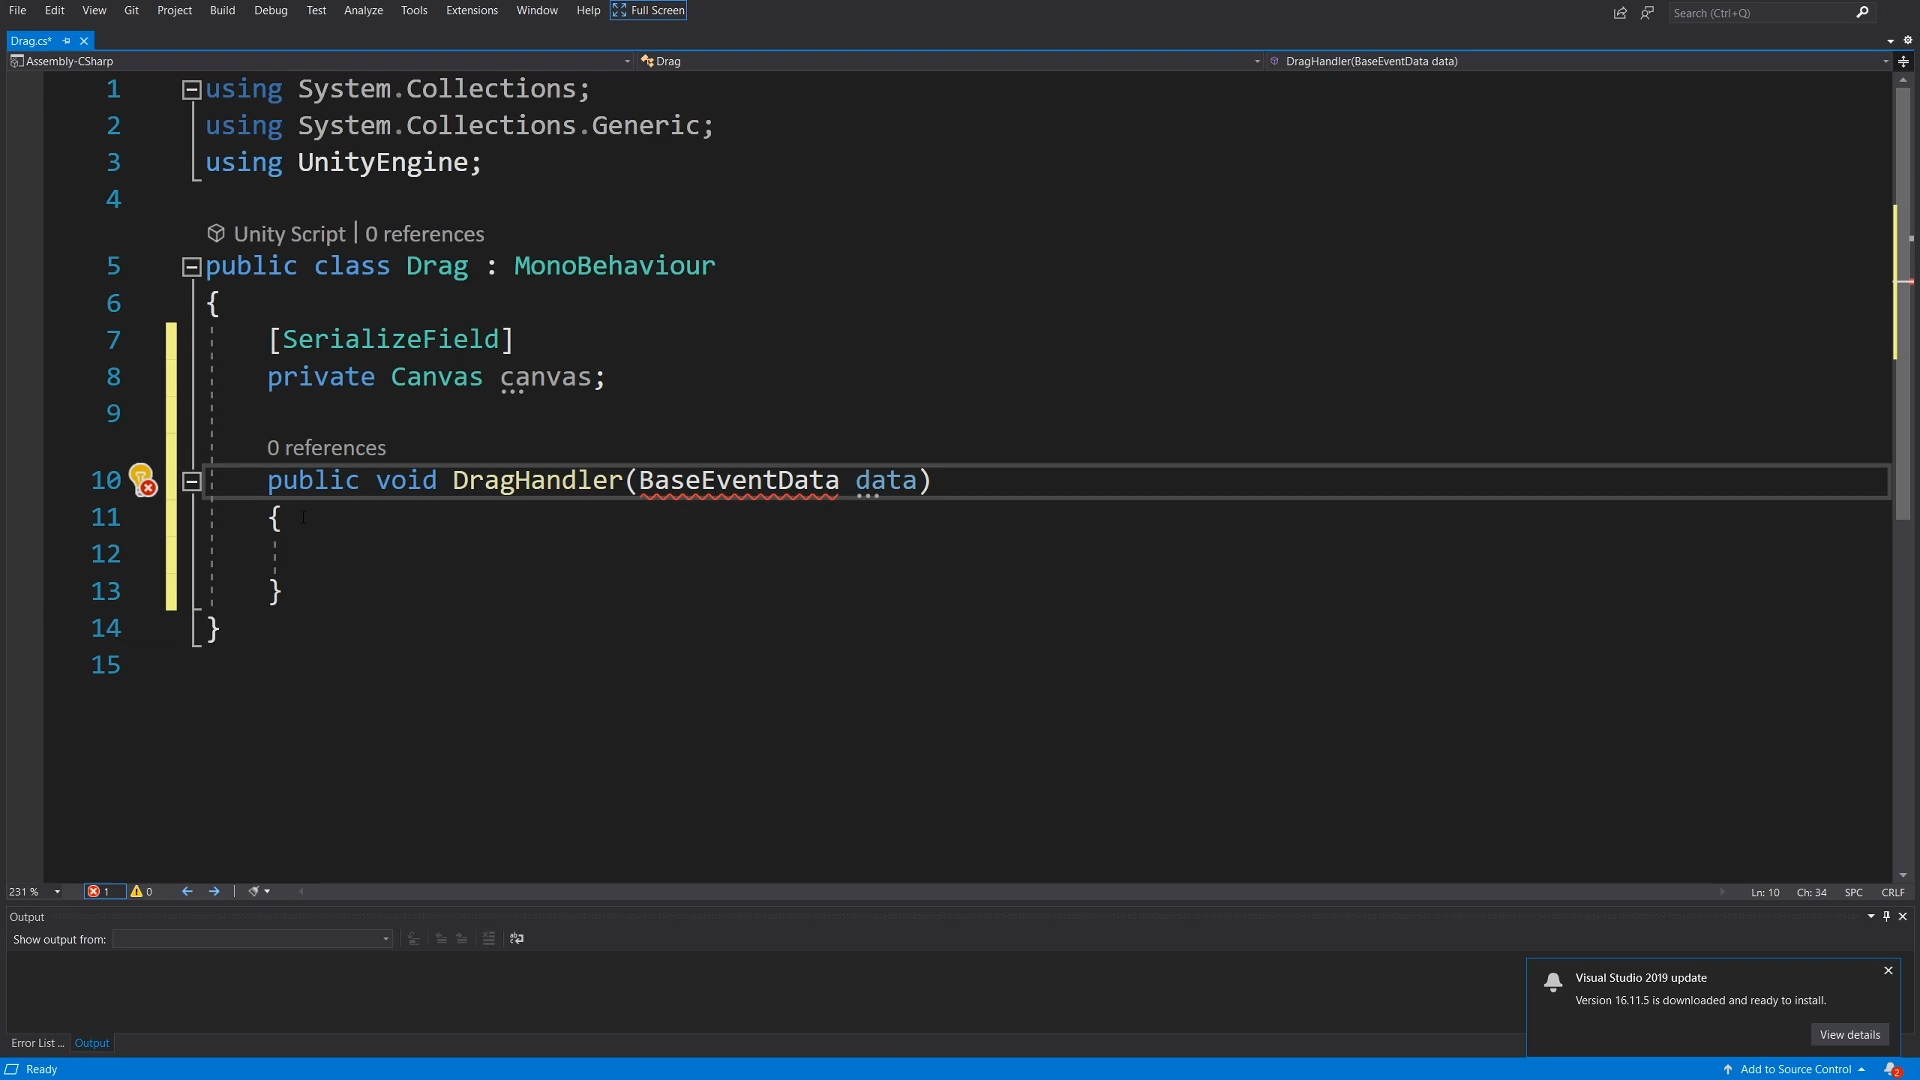 File Edit View Git Project Build Debug Test Analyze Tools Extensions Window Help Full Screen Search (Ctrl+Q)
Drag.cs*
Assembly-CSharp Drag DragHandler(BaseEventData data)
1 using System.Collections;
2 using System.Collections.Generic;
3 using UnityEngine;
4
Unity Script | 0 references
5 public class Drag : MonoBehaviour
6 {
7 [SerializeField]
8 private Canvas canvas;
9
0 references
10 public void DragHandler(BaseEventData data)
11 {
12
13 }
14 }
15
231 % 1 0 Ln: 10 Ch: 34 SPC CRLF
Output
Show output from:
Visual Studio 2019 update
Version 16.11.5 is downloaded and ready to install.
View details
Error List ... Output
Ready Add to Source Control 2